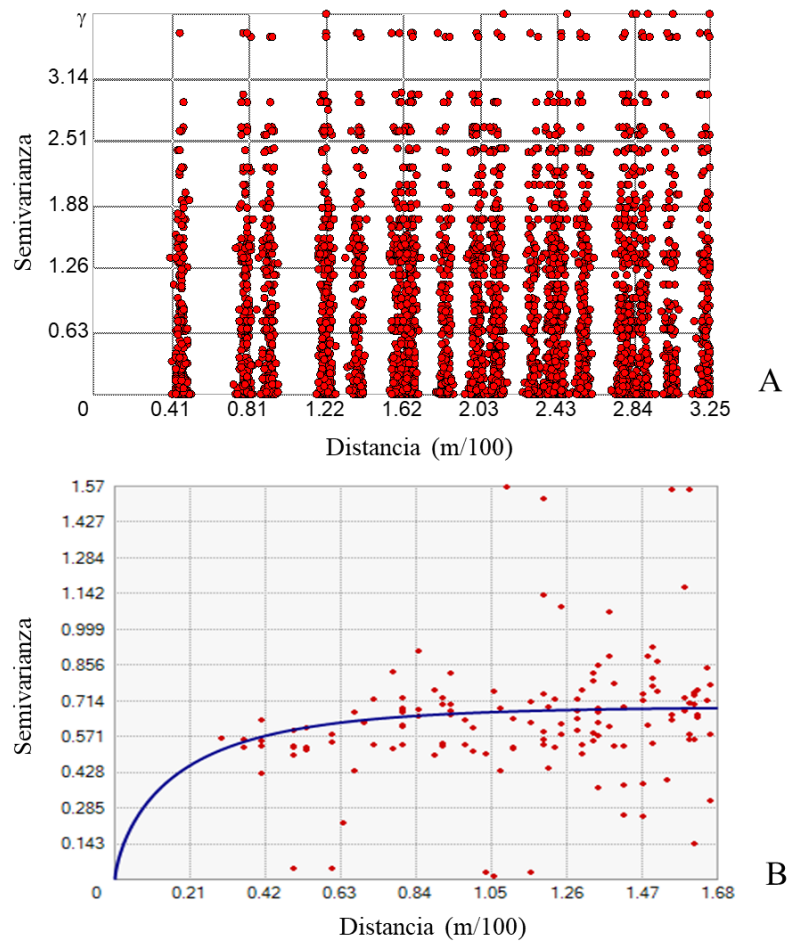 γ
3.14
2.51
1.88
1.26
0.63
Semivarianza
0 0.41 0.81 1.22 1.62 2.03 2.43 2.84 3.25
Distancia (m/100)
A
1.57
1.427
1.284
1.142
0.999
0.856
0.714
0.571
0.428
0.285
0.143
Semivarianza
0 0.21 0.42 0.63 0.84 1.05 1.26 1.47 1.68
Distancia (m/100)
B